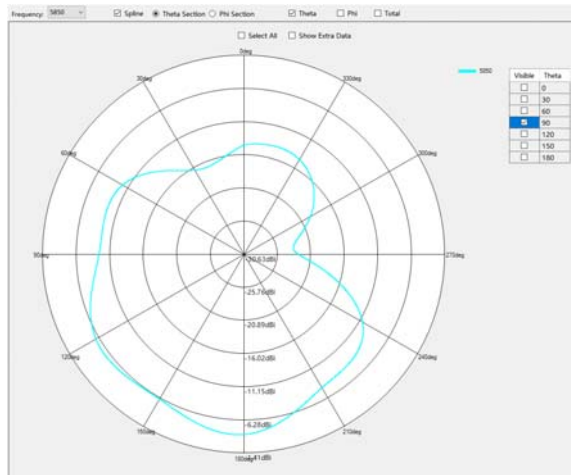 Frequency: 5850 Spline Theta Section Phi Section Theta Phi Total
Select All Show Extra Data
0deg
30deg
330deg
5850
Visible Theta
0
30
60
90
120
150
180
60deg
300deg
90deg
270deg
-30.63dBi
-25.76dBi
-20.89dBi
-16.02dBi
-11.15dBi
-6.28dBi
120deg
240deg
150deg
210deg
180deg